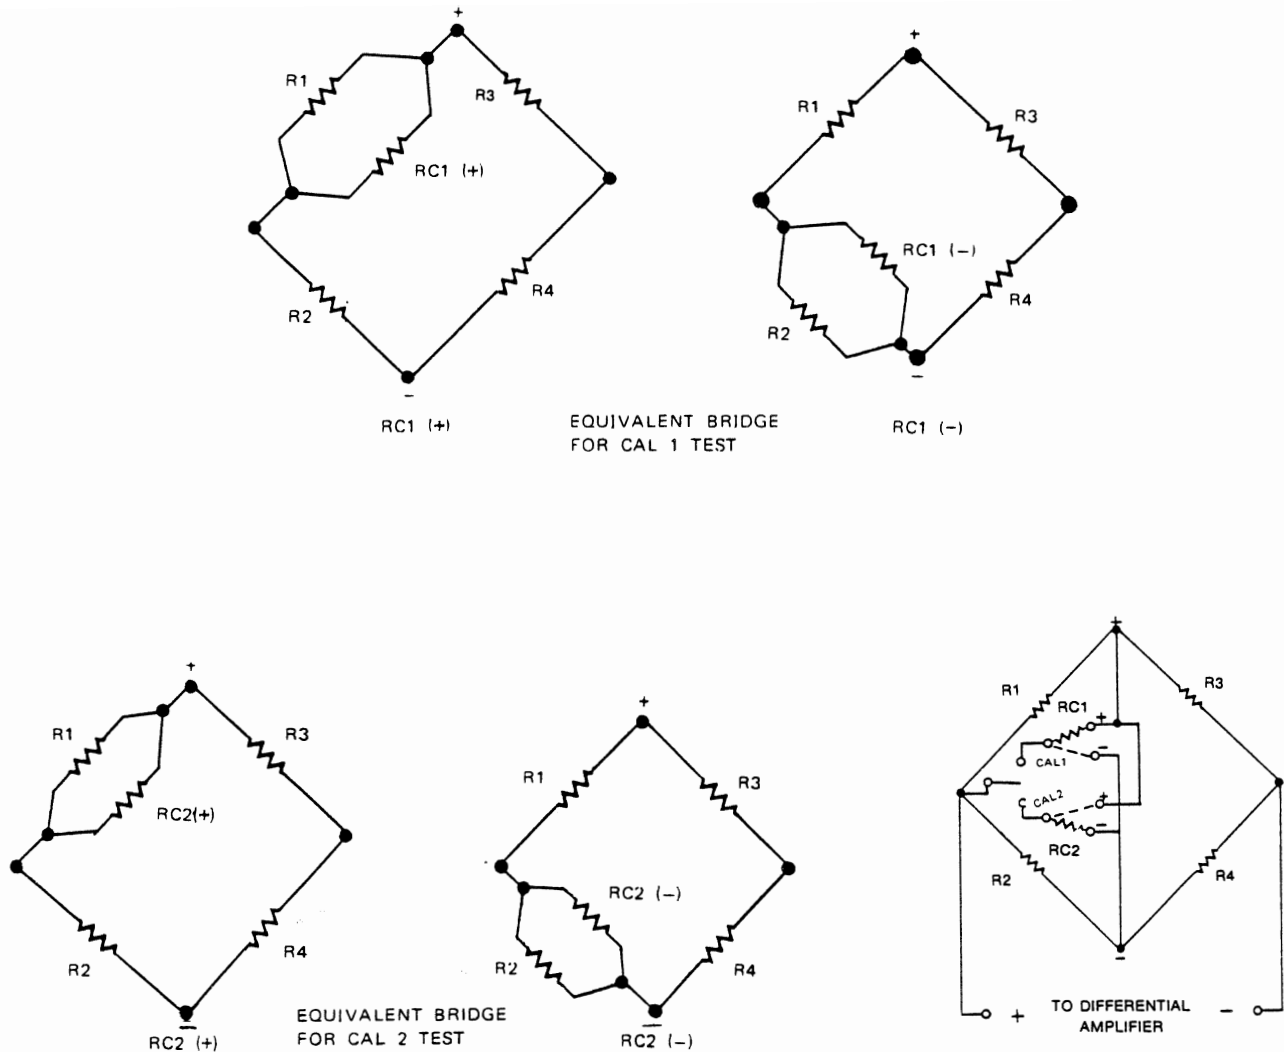 +
R1
R3
RC1 (+)
R2
R4
−
RC1 (+)
+
R1
R3
RC1 (−)
R2
R4
−
RC1 (−)
EQUIVALENT BRIDGE
FOR CAL 1 TEST
+
R1
R3
RC2(+)
R2
R4
−
RC2 (+)
EQUIVALENT BRIDGE
FOR CAL 2 TEST
+
R1
R3
RC2 (−)
R2
R4
−
RC2 (−)
+
R1
R3
RC1
+
CAL1
−
CAL2
+
−
RC2
R2
R4
−
+
TO DIFFERENTIAL
AMPLIFIER
−